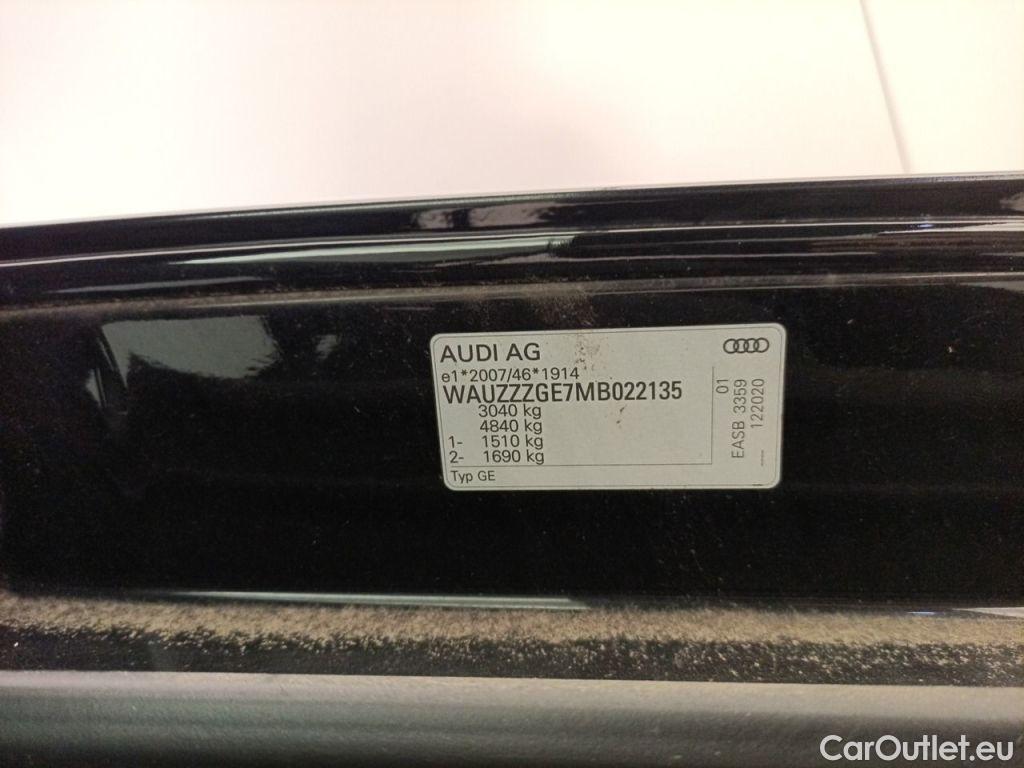 AUDI AG
e1*2007/46*1914
WAUZZZGE7MB022135
3040 kg
4840 kg
1- 1510 kg
2- 1690 kg
Typ GE
01
EASB 3359
122020
CarOutlet.eu